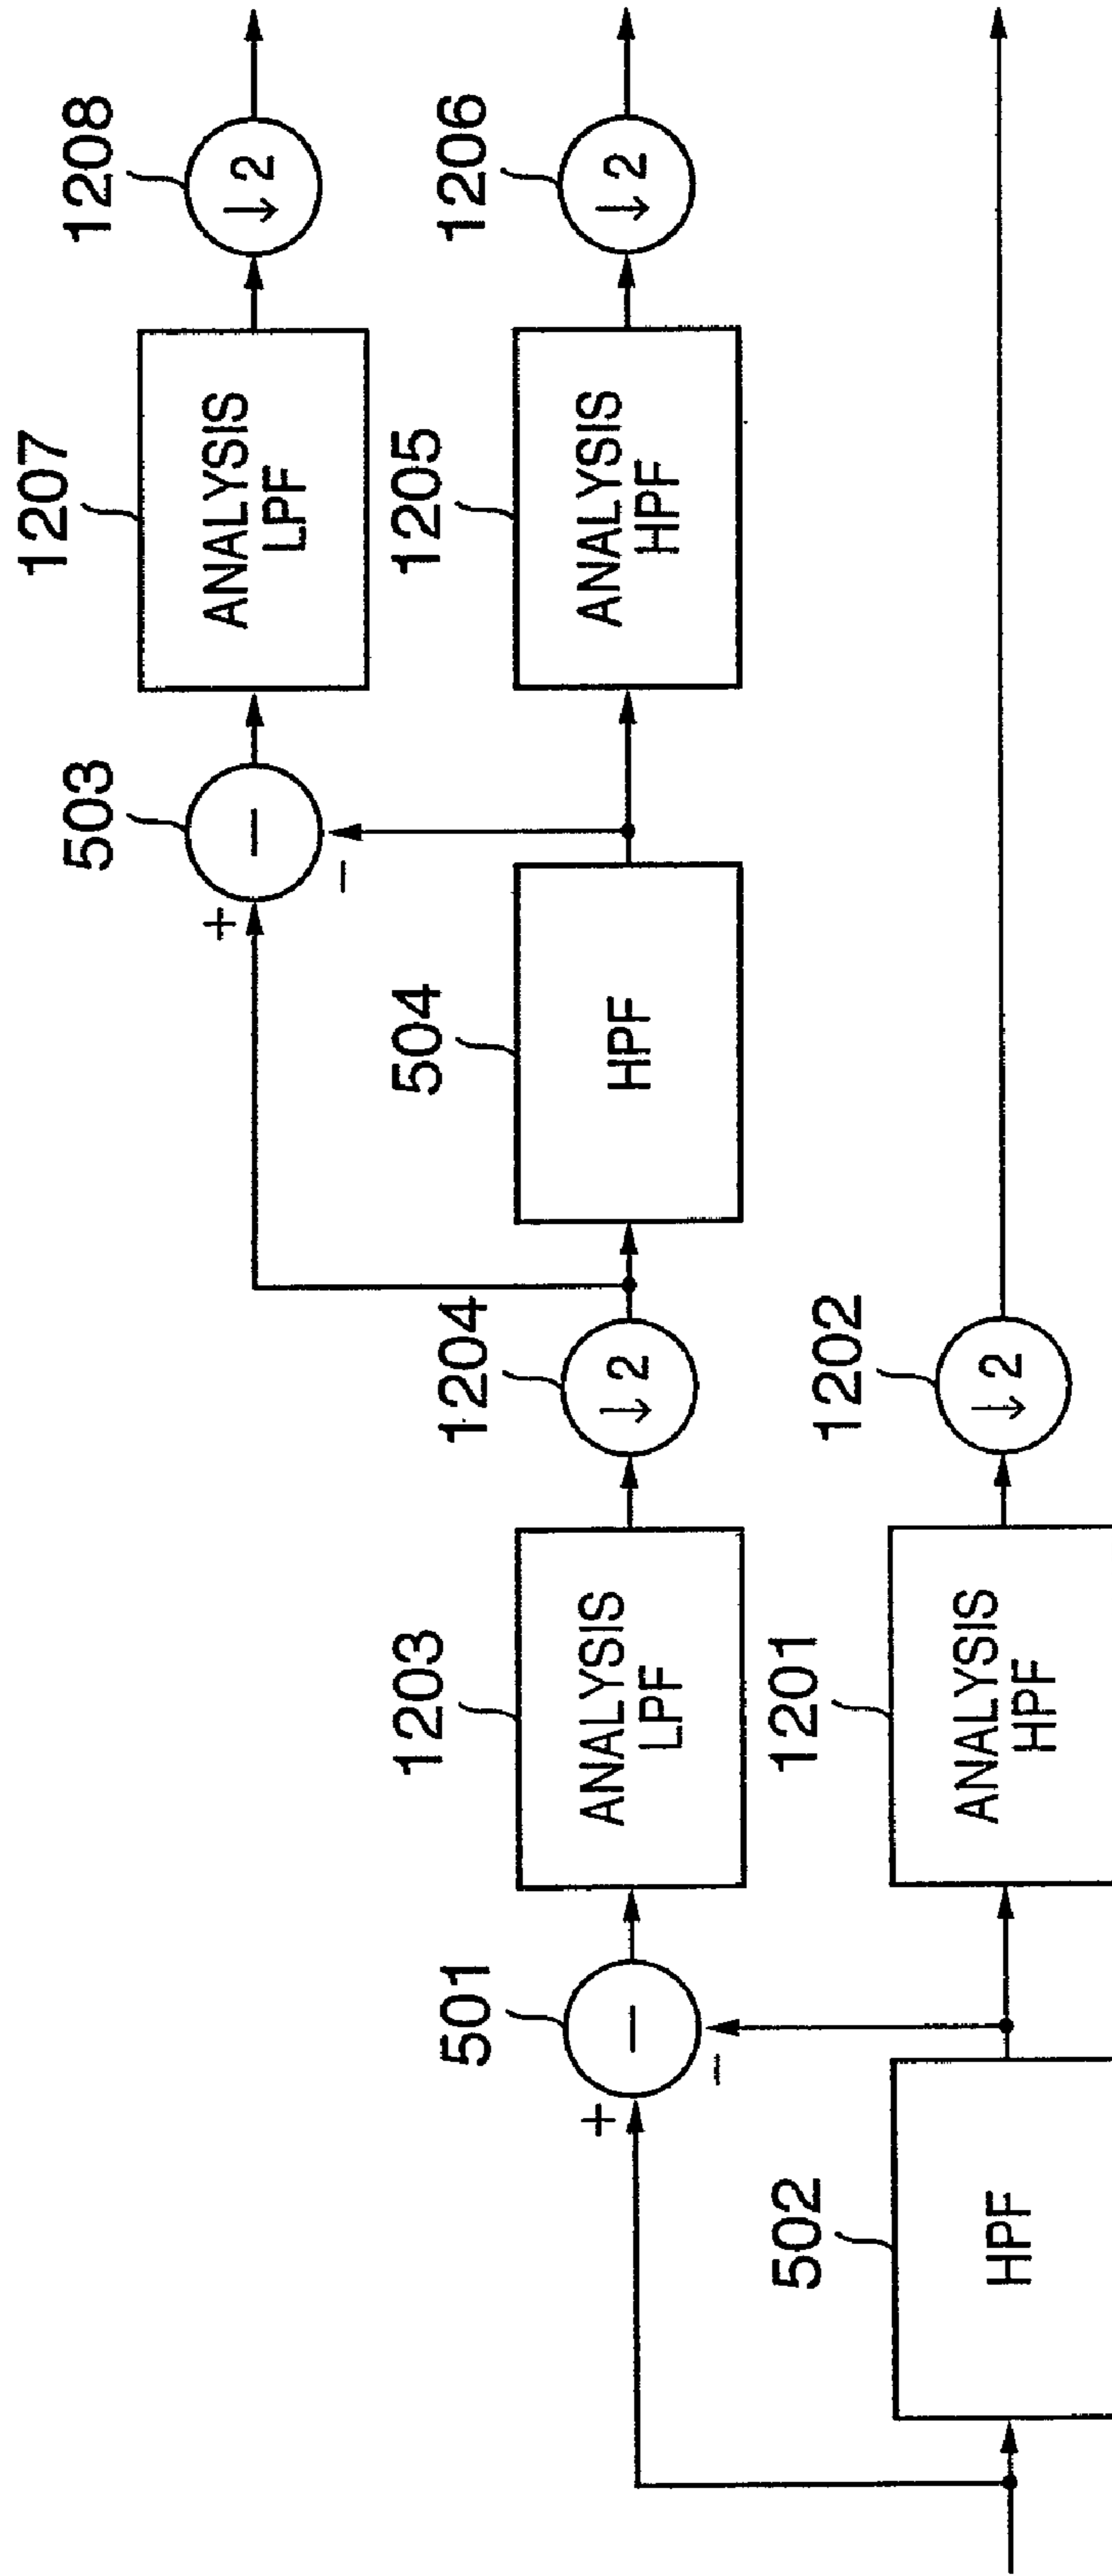 1208
↓2
1207
ANALYSIS
LPF
503
+
−
−
1206
↓2
1205
ANALYSIS
HPF
504
HPF
1204
↓2
1203
ANALYSIS
LPF
501
+
−
−
1202
↓2
1201
ANALYSIS
HPF
502
HPF